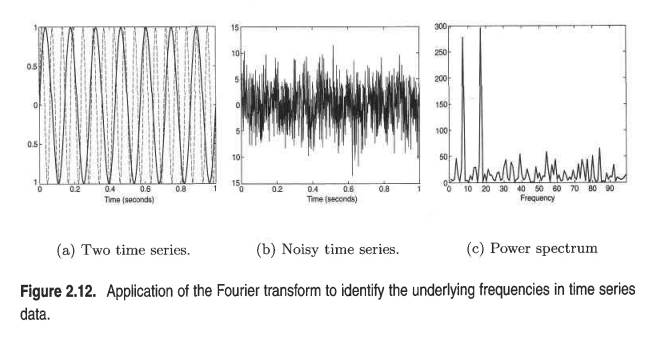 1
0.5
0
0.5
1
0 0.2 0.4 0.6 0.8 1
Time (seconds)
15
10
5
0
5
10
15
0 0.2 0.4 0.6 0.8 1
Time (seconds)
300
250
200
150
100
50
0
0 10 20 30 40 50 60 70 80 90
Frequency
(a) Two time series.
(b) Noisy time series.
(c) Power spectrum
Figure 2.12. Application of the Fourier transform to identify the underlying frequencies in time series
data.